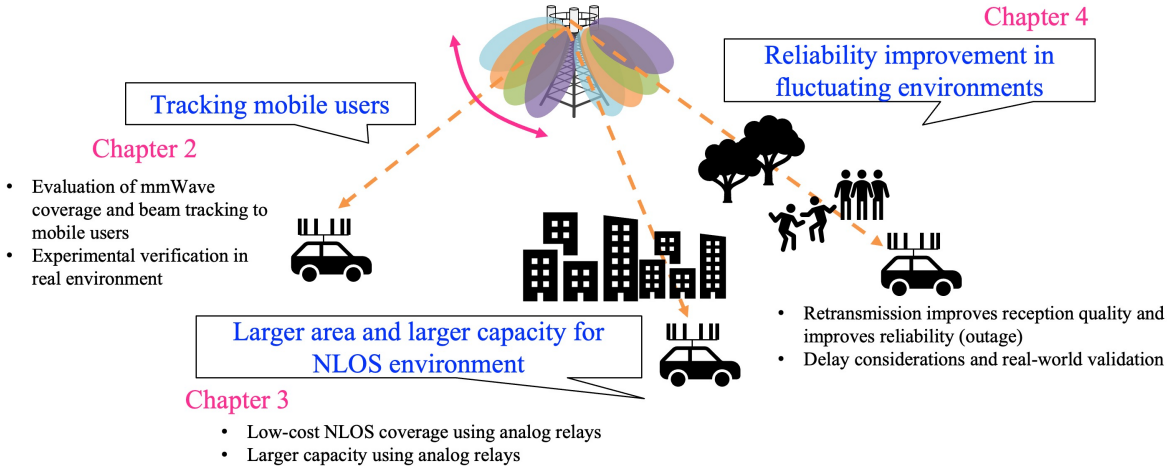 Chapter 4
Reliability improvement in
fluctuating environments
Tracking mobile users
Chapter 2
• Evaluation of mmWave
coverage and beam tracking to
mobile users
• Experimental verification in
real environment
• Retransmission improves reception quality and
improves reliability (outage)
• Delay considerations and real-world validation
Larger area and larger capacity for
NLOS environment
Chapter 3
• Low-cost NLOS coverage using analog relays
• Larger capacity using analog relays